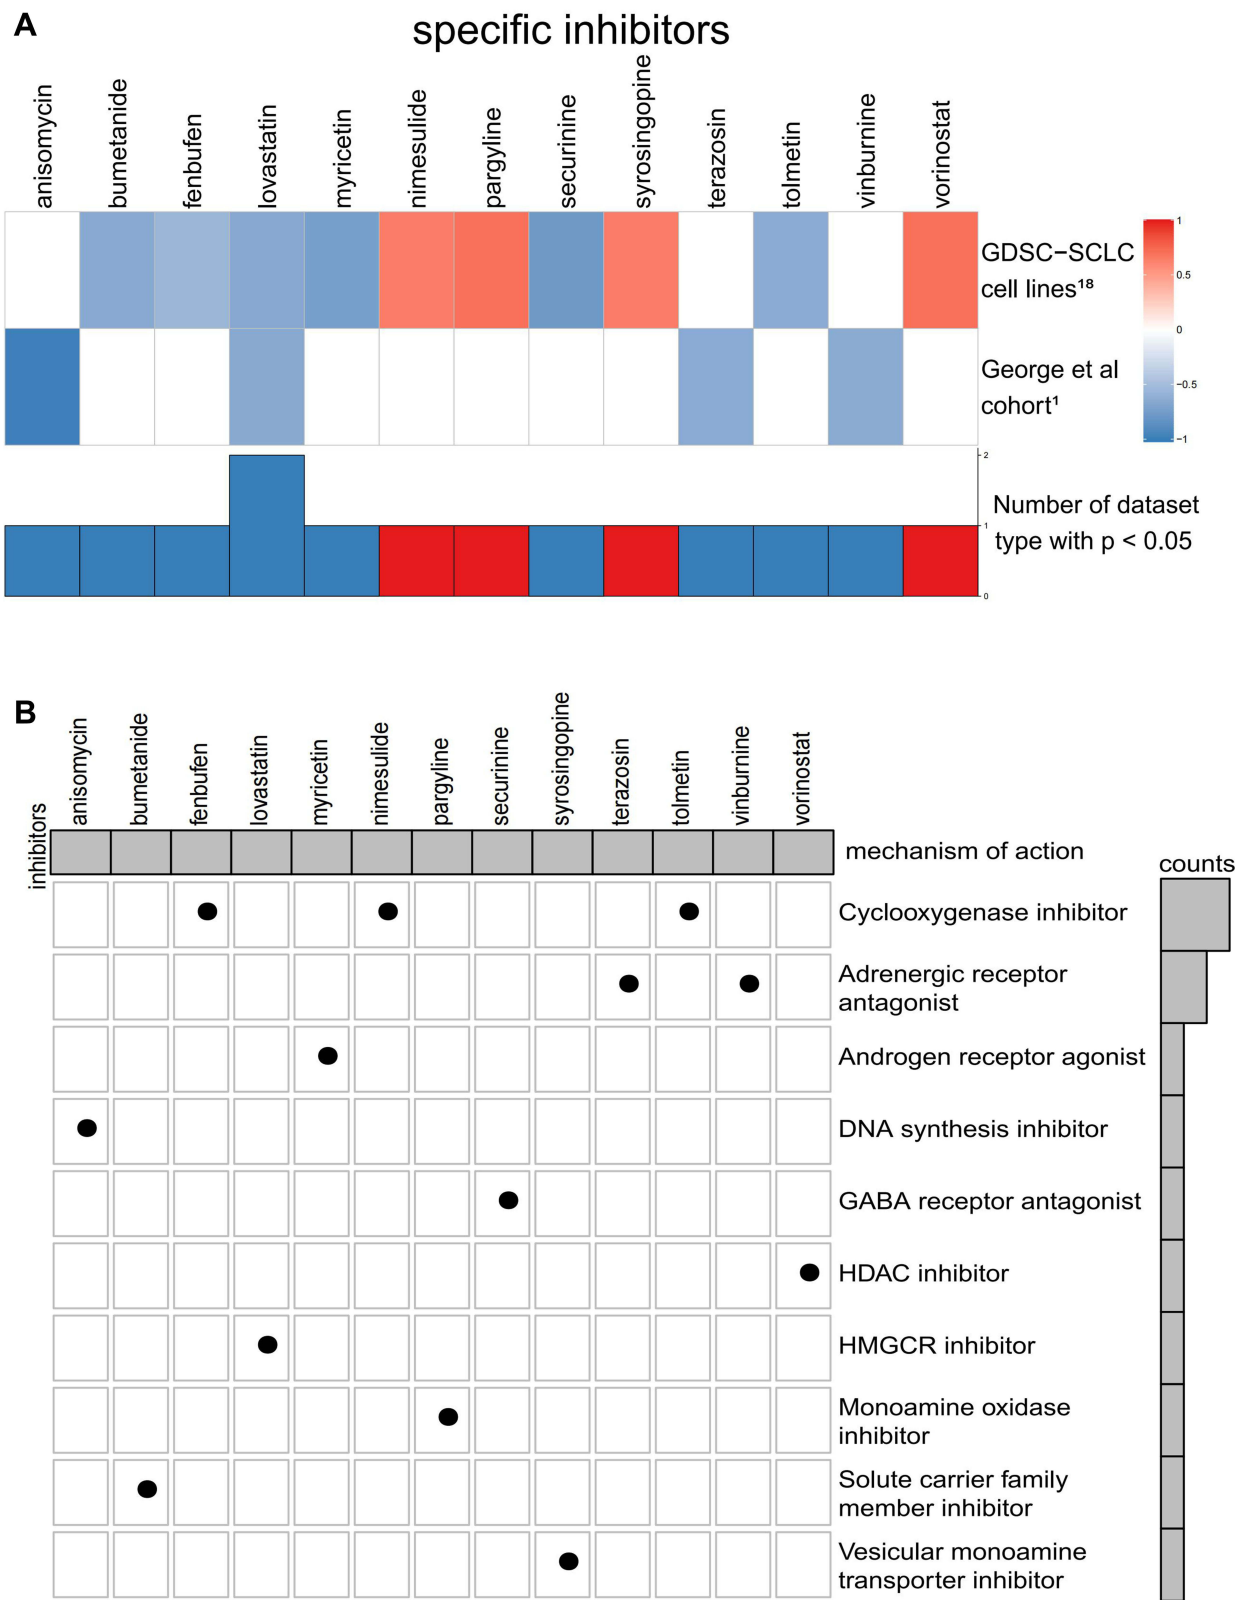 A
specific inhibitors
anisomycin
bumetanide
fenbufen
lovastatin
myricetin
nimesulide
pargyline
securinine
syrosingopine
terazosin
tolmetin
vinburnine
vorinostat
GDSC−SCLC
cell lines¹⁸
George et al
cohort¹
1
0.5
0
−0.5
−1
2
1
0
Number of dataset
type with p < 0.05
B
inhibitors
anisomycin
bumetanide
fenbufen
lovastatin
myricetin
nimesulide
pargyline
securinine
syrosingopine
terazosin
tolmetin
vinburnine
vorinostat
mechanism of action
counts
Cyclooxygenase inhibitor
Adrenergic receptor
antagonist
Androgen receptor agonist
DNA synthesis inhibitor
GABA receptor antagonist
HDAC inhibitor
HMGCR inhibitor
Monoamine oxidase
inhibitor
Solute carrier family
member inhibitor
Vesicular monoamine
transporter inhibitor